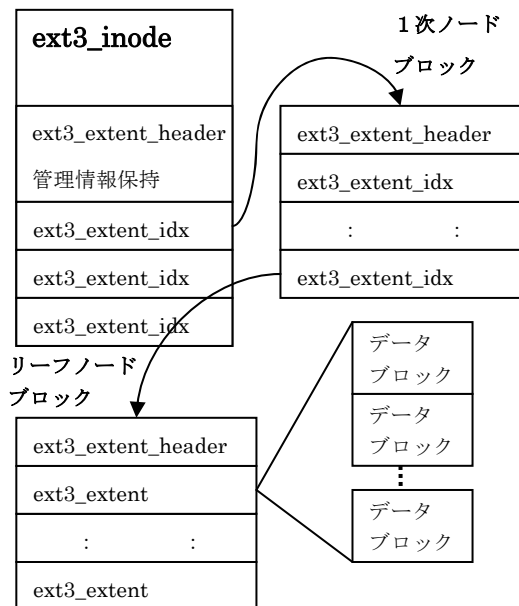 ext3_inode
ext3_extent_header
管理情報保持
ext3_extent_idx
ext3_extent_idx
ext3_extent_idx
１次ノード
ブロック
ext3_extent_header
ext3_extent_idx
: :
ext3_extent_idx
リーフノード
ブロック
ext3_extent_header
ext3_extent
: :
ext3_extent
データ
ブロック
データ
ブロック
データ
ブロック